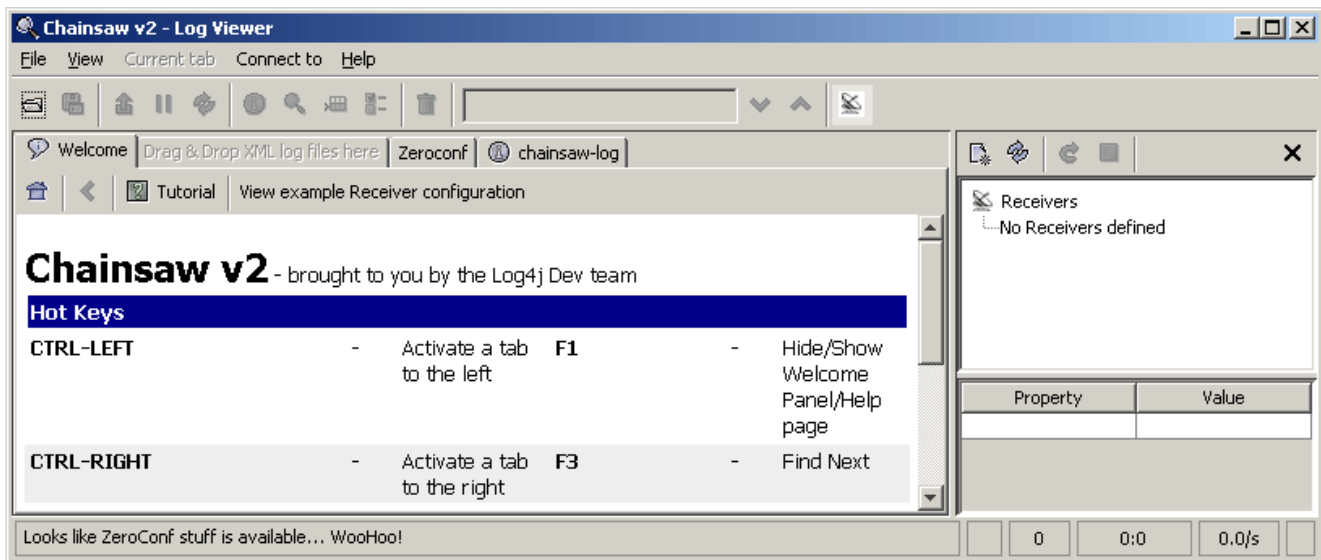 Chainsaw v2 - Log Viewer
File View Current tab Connect to Help
Welcome Drag & Drop XML log files here Zeroconf chainsaw-log
Tutorial View example Receiver configuration
Receivers
No Receivers defined
Chainsaw v2 - brought to you by the Log4j Dev team
Hot Keys
CTRL-LEFT - Activate a tab F1 - Hide/Show
to the left Welcome
Panel/Help
page
CTRL-RIGHT - Activate a tab F3 - Find Next
to the right
Property Value
Looks like ZeroConf stuff is available... WooHoo! 0 0:0 0.0/s